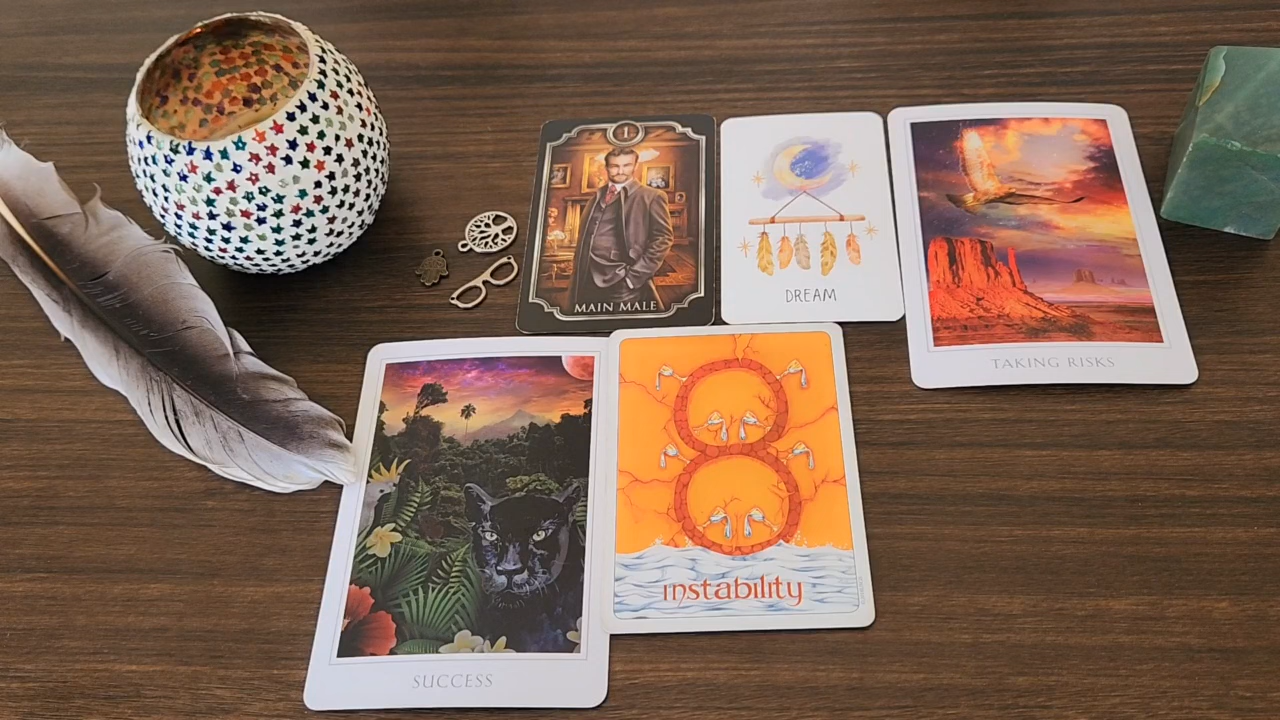 1
MAIN MALE
DREAM
TAKING RISKS
SUCCESS
instability